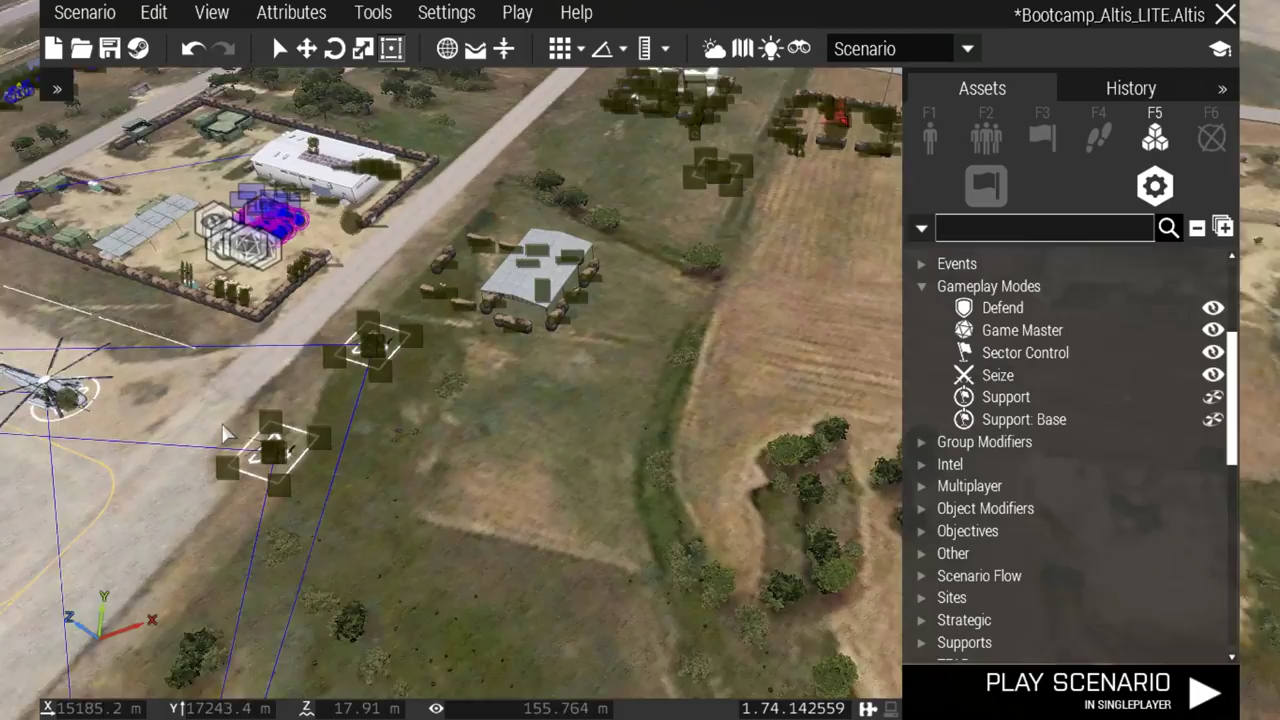 Scenario Edit View Attributes Tools Settings Play Help *Bootcamp_Altis_LITE.Altis
Scenario
Assets History
F1 F2 F3 F4 F5 F6
Events
Gameplay Modes
Defend
Game Master
Sector Control
Seize
Support
Support: Base
Group Modifiers
Intel
Multiplayer
Object Modifiers
Objectives
Other
Scenario Flow
Sites
Strategic
Supports
Y
Z X
PLAY SCENARIO
IN SINGLEPLAYER
X 15185.2 m Y 17243.4 m Z 17.91 m 155.764 m 1.74.142559